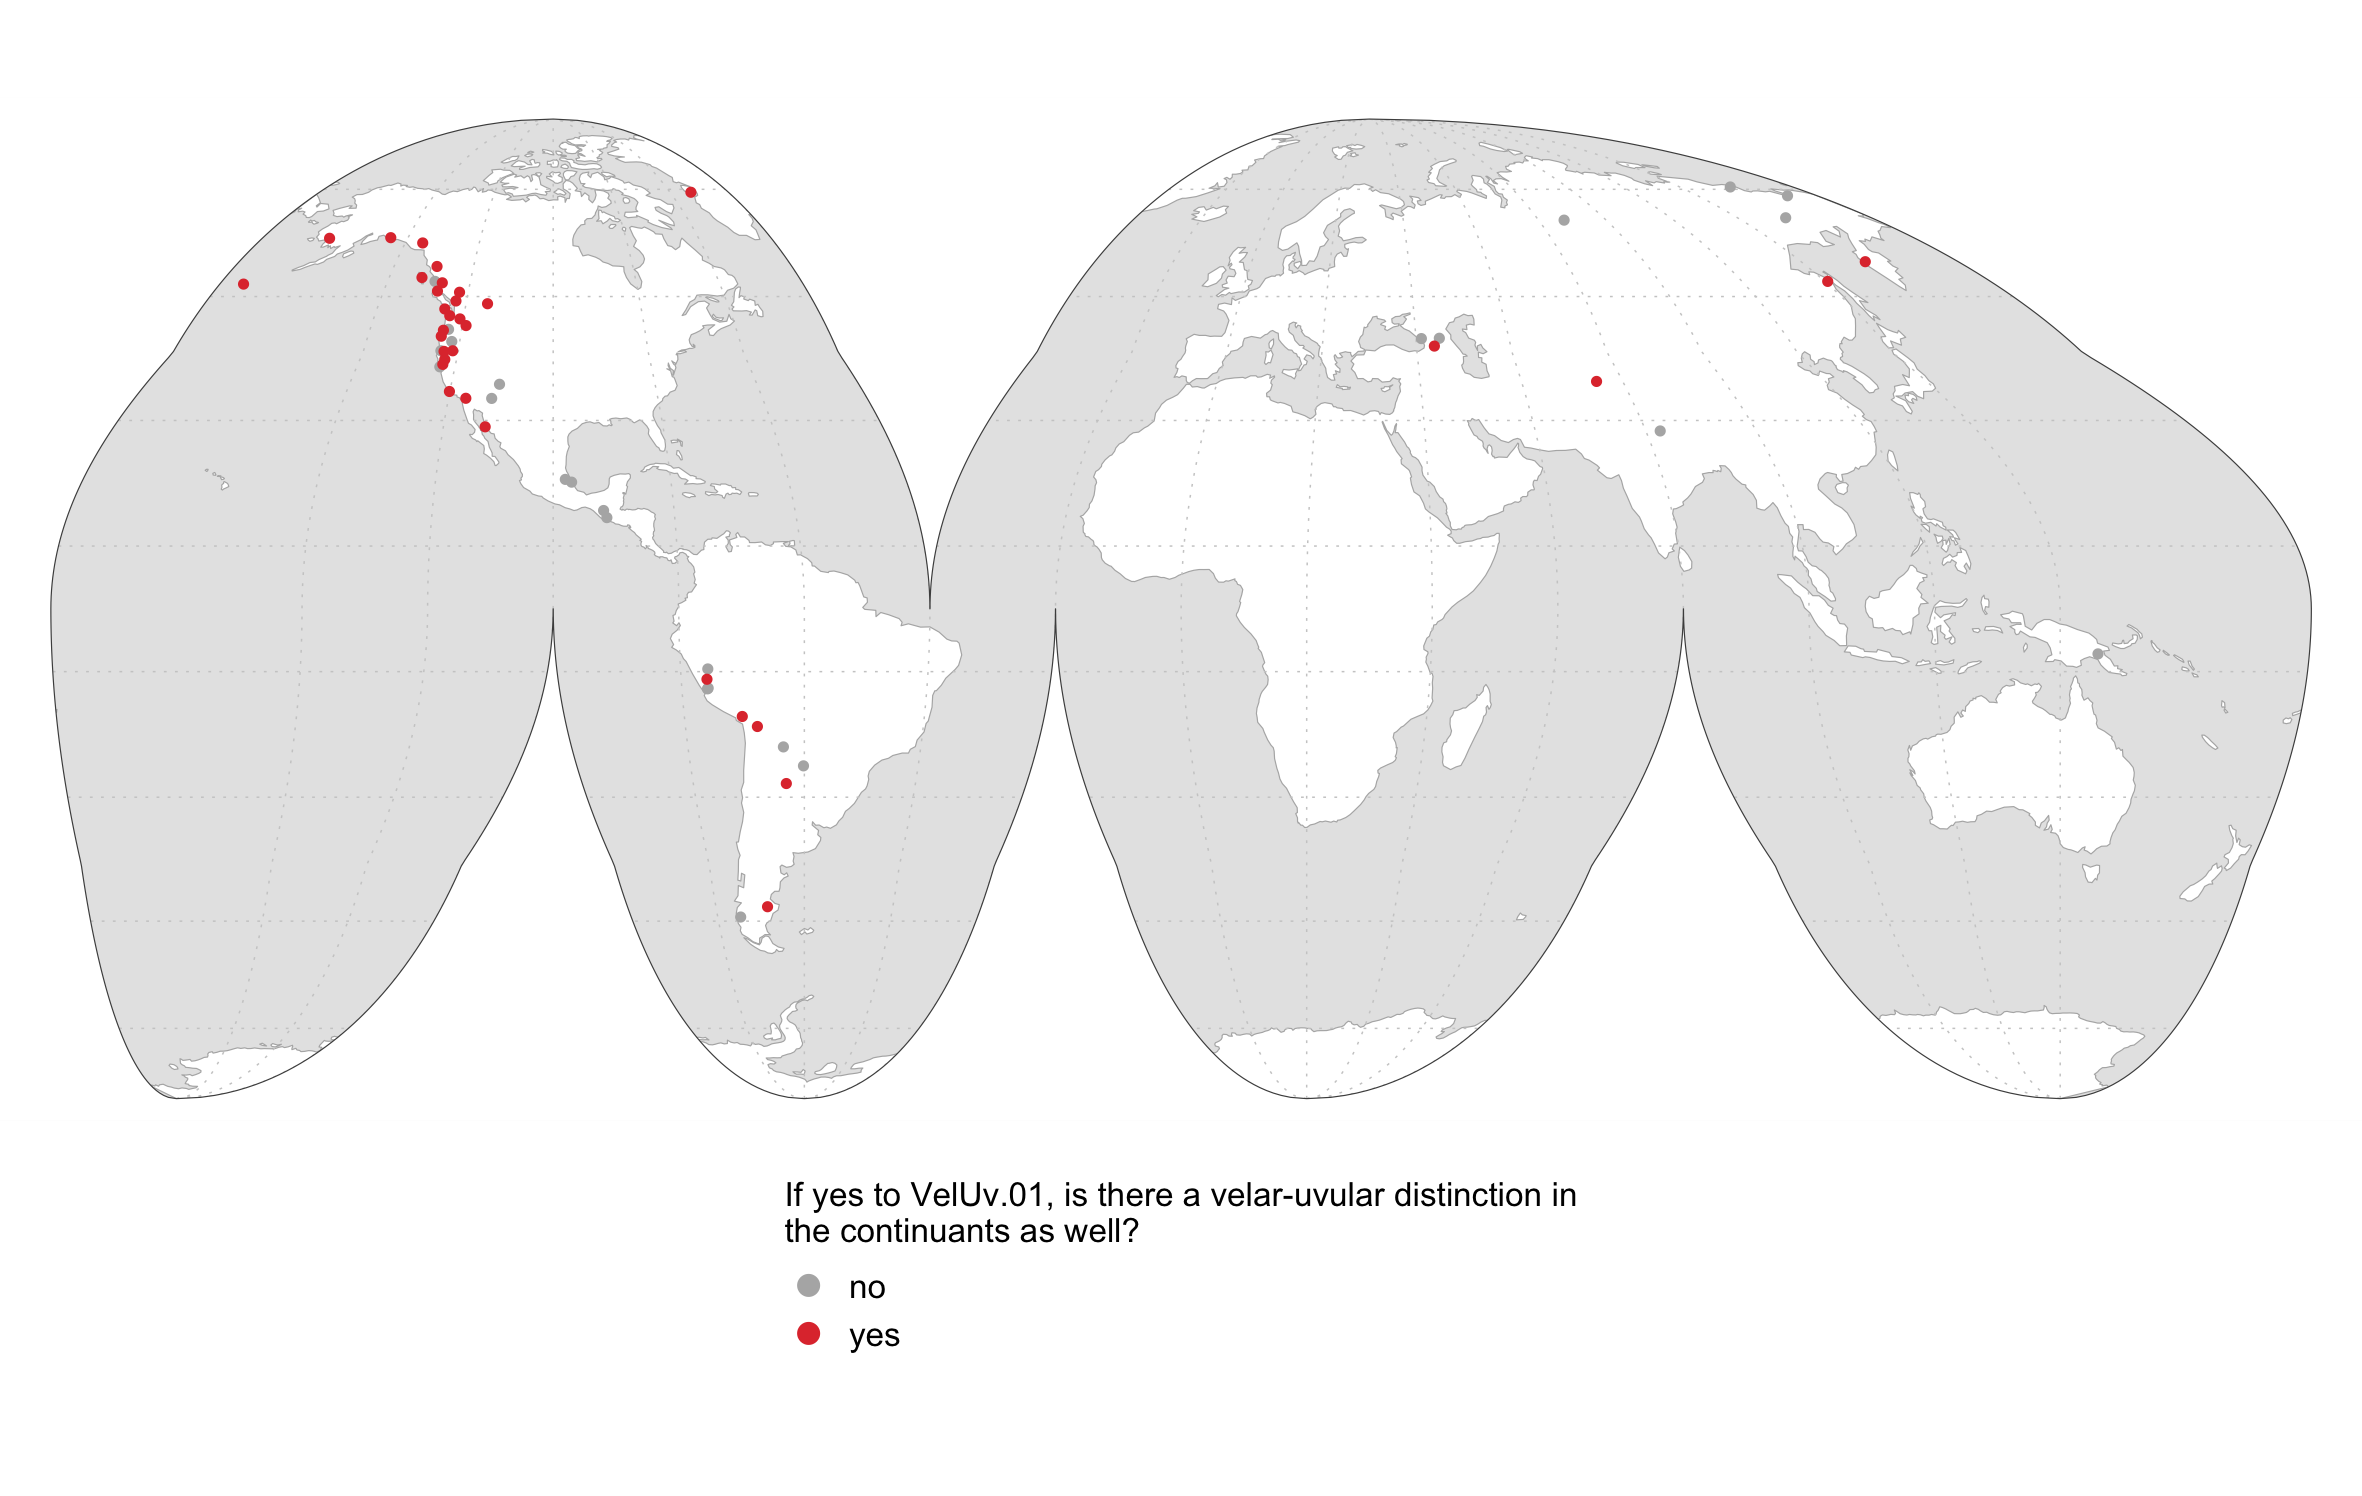 If yes to VelUv.01, is there a velar-uvular distinction in
the continuants as well?
no
yes